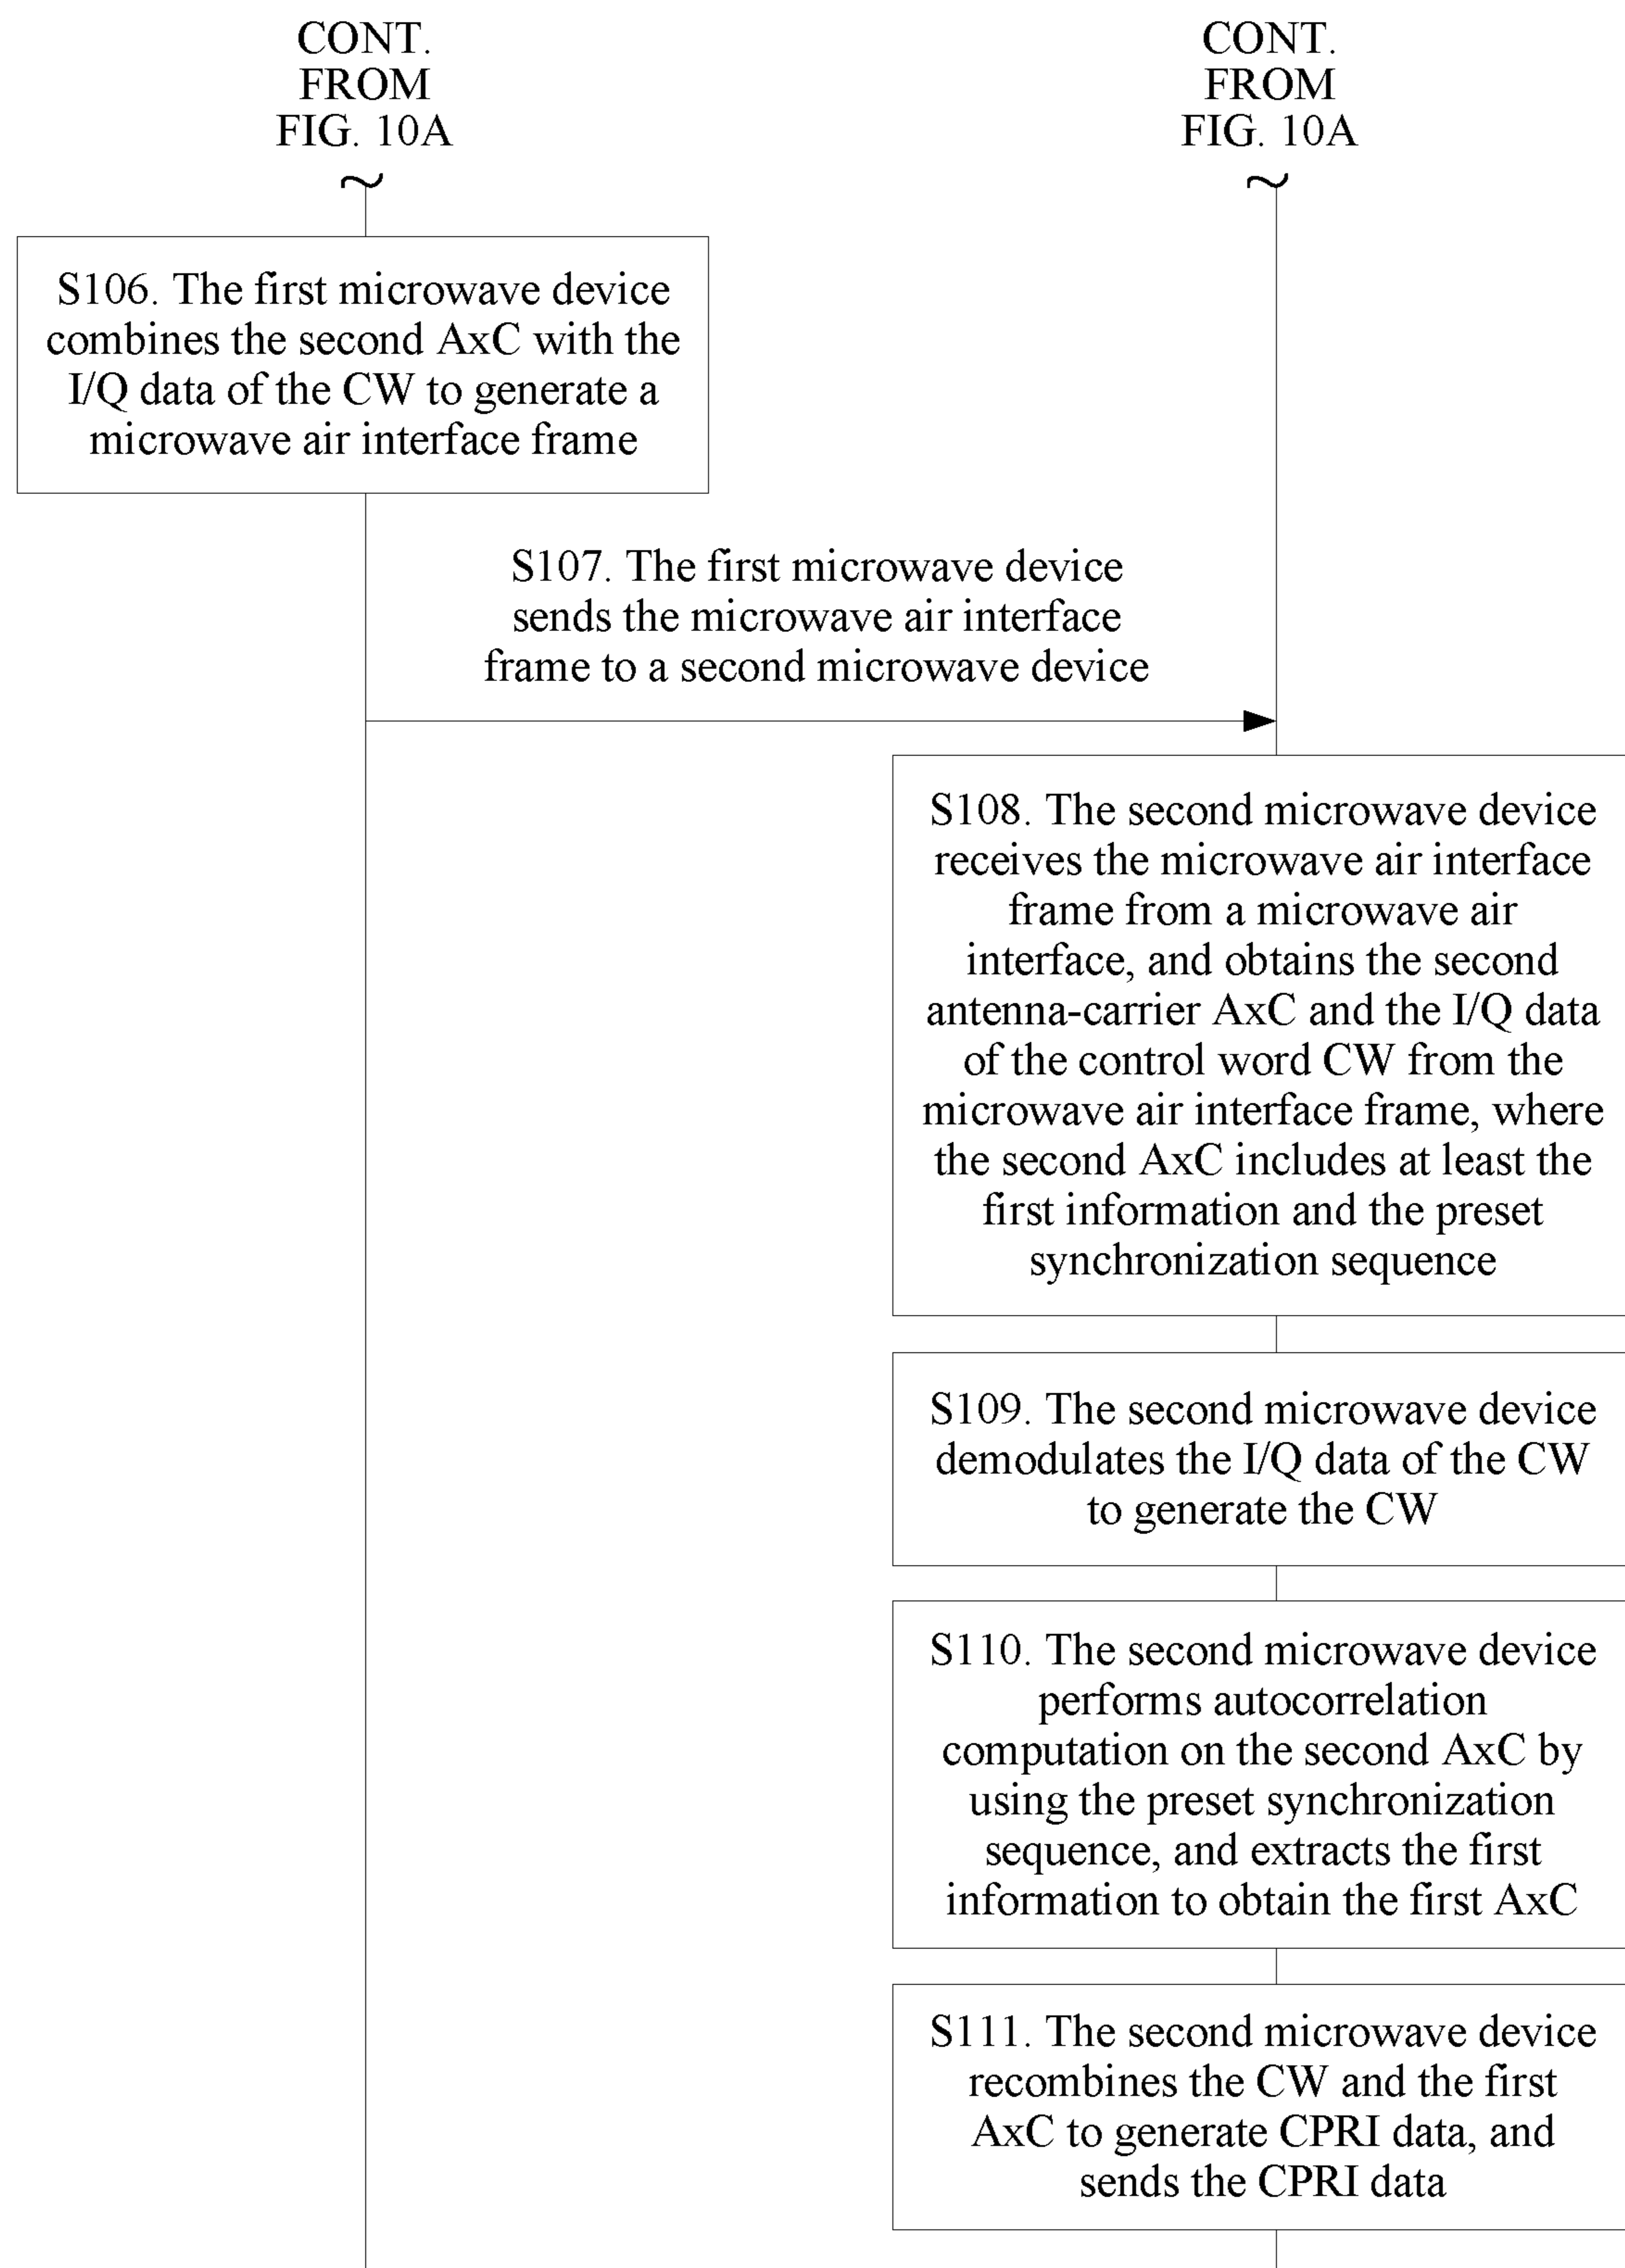 CONT.
FROM
FIG. 10A
CONT.
FROM
FIG. 10A
S106. The first microwave device
combines the second AxC with the
I/Q data of the CW to generate a
microwave air interface frame
S107. The first microwave device
sends the microwave air interface
frame to a second microwave device
S108. The second microwave device
receives the microwave air interface
frame from a microwave air
interface, and obtains the second
antenna-carrier AxC and the I/Q data
of the control word CW from the
microwave air interface frame, where
the second AxC includes at least the
first information and the preset
synchronization sequence
S109. The second microwave device
demodulates the I/Q data of the CW
to generate the CW
S110. The second microwave device
performs autocorrelation
computation on the second AxC by
using the preset synchronization
sequence, and extracts the first
information to obtain the first AxC
S111. The second microwave device
recombines the CW and the first
AxC to generate CPRI data, and
sends the CPRI data